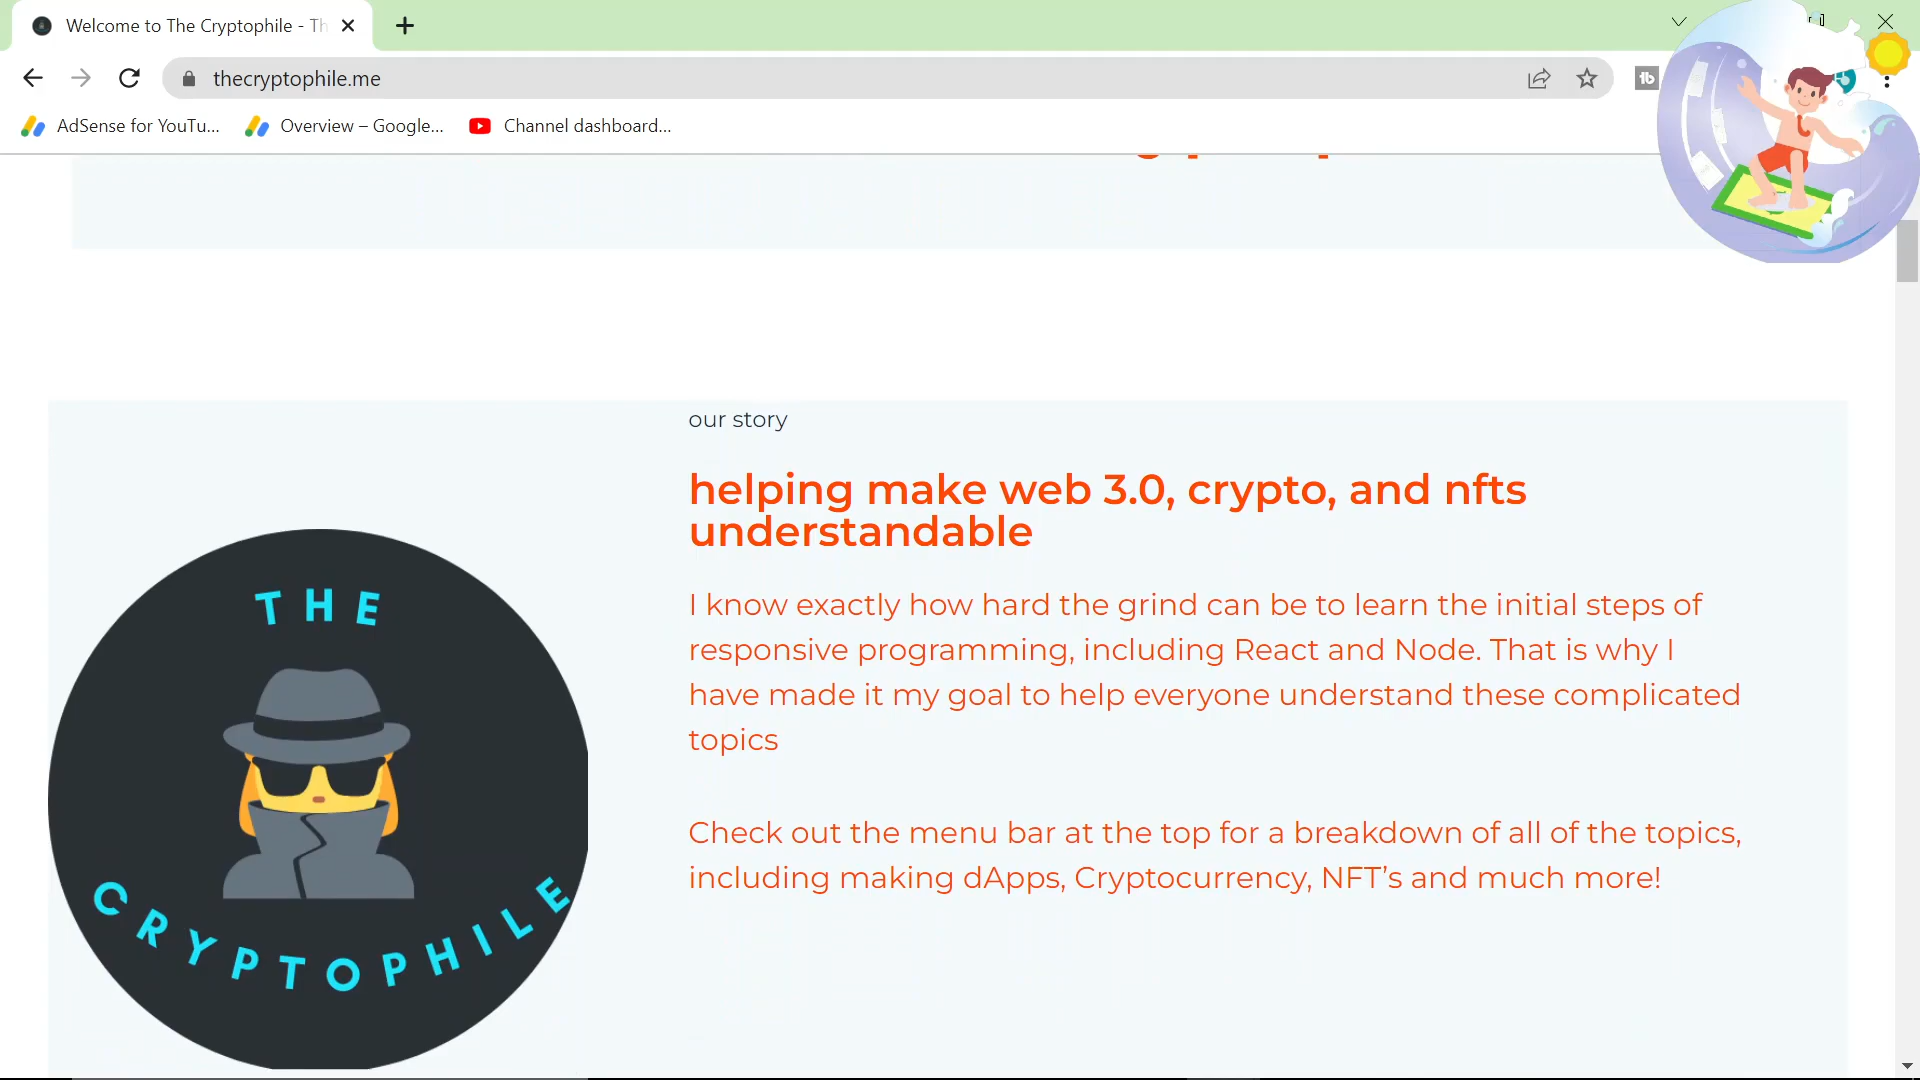 Welcome to The Cryptophile - Th
thecryptophile.me
tb
AdSense for YouTu...
Overview – Google...
Channel dashboard...
our story
helping make web 3.0, crypto, and nfts
understandable
I know exactly how hard the grind can be to learn the initial steps of
responsive programming, including React and Node. That is why I
have made it my goal to help everyone understand these complicated
topics
Check out the menu bar at the top for a breakdown of all of the topics,
including making dApps, Cryptocurrency, NFT’s and much more!
THE
CRYPTOPHILE